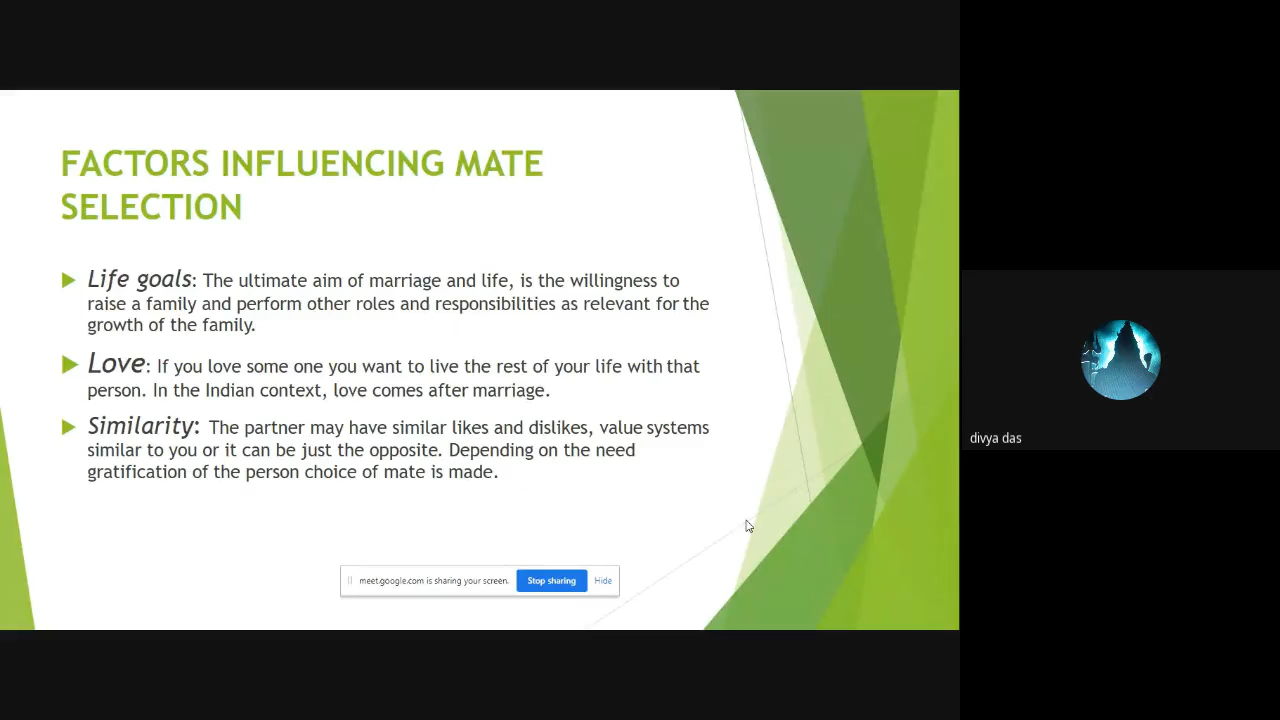 FACTORS INFLUENCING MATE
SELECTION
Life goals: The ultimate aim of marriage and life, is the willingness to
raise a family and perform other roles and responsibilities as relevant for the
growth of the family.
Love: If you love some one you want to live the rest of your life with that
person. In the Indian context, love comes after marriage.
Similarity: The partner may have similar likes and dislikes, value systems
similar to you or it can be just the opposite. Depending on the need
gratification of the person choice of mate is made.
meet.google.com is sharing your screen. Stop sharing Hide
divya das